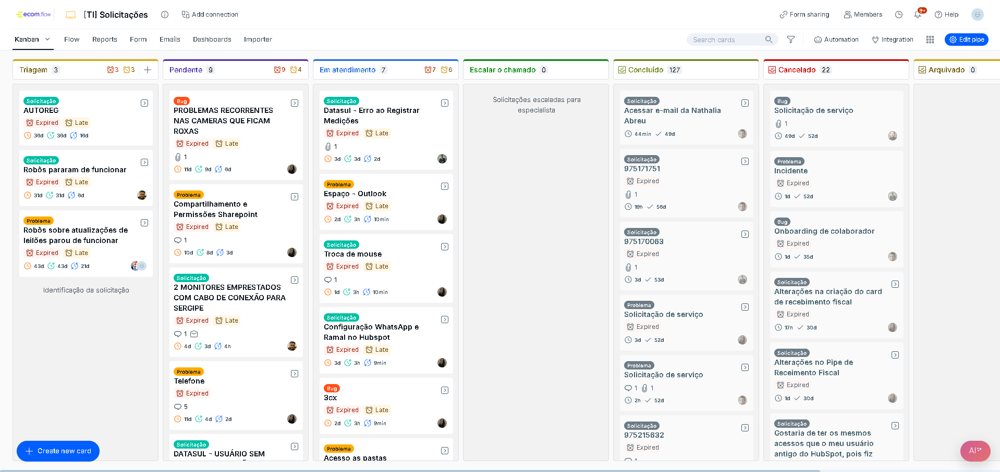 ecom.flow
[TI] Solicitações
Add connection
Form sharing
Members
9+
Help
Kanban
Flow
Reports
Form
Emails
Dashboards
Importer
Search cards
Automation
Integration
Edit pipe
Triagem 3
3 3
Solicitação
AUTOREG
Expired Late
36d 36d 16d
Solicitação
Robôs pararam de funcionar
Expired Late
31d 31d 6d
Problema
Robôs sobre atualizações de
leilões parou de funcionar
Expired Late
43d 43d 21d
Identificação da solicitação
Create new card
Pendente 9
9 4
Bug
PROBLEMAS RECORRENTES
NAS CAMERAS QUE FICAM
ROXAS
Expired Late
1
11d 9d 6d
Problema
Compartilhamento e
Permissões Sharepoint
Expired Late
1
10d 8d 3d
Solicitação
2 MONITORES EMPRESTADOS
COM CABO DE CONEXÃO PARA
SERGIPE
Expired Late
1
4d 3d 4h
Problema
Telefone
Expired
5
11d 4d 2d
Solicitação
DATASUL - USUÁRIO SEM
Em atendimento 7
7 6
Solicitação
Datasul - Erro ao Registrar
Medições
Expired Late
1
3d 3d 2d
Problema
Espaço - Outlook
Expired Late
2d 3h 10min
Solicitação
Troca de mouse
Expired Late
1
1d 3h 10min
Solicitação
Configuração WhatsApp e
Ramal no Hubspot
Expired Late
3d 3h 9min
Bug
3cx
Expired Late
2d 3h 9min
Problema
Acesso as pastas
Escalar o chamado 0
Solicitações escaladas para
especialista
Concluído 127
Solicitação
Acessar e-mail da Nathalia
Abreu
44min 49d
Solicitação
975171751
Expired
1
19h 56d
Solicitação
975170063
Expired
1
3d 53d
Problema
Solicitação de serviço
Expired
3d 52d
Problema
Solicitação de serviço
1 1
2h 52d
Solicitação
975215632
Expired
1
Cancelado 22
Bug
Solicitação de serviço
1
49d 52d
Problema
Incidente
Expired
1d 52d
Bug
Onboarding de colaborador
Expired
1d 35d
Solicitação
Alterações na criação do card
de recebimento fiscal
Expired
17h 30d
Solicitação
Alterações no Pipe de
Receimento Fiscal
Expired
1d 30d
Solicitação
Gostaria de ter os mesmos
acessos que o meu usuário
antigo do HubSpot, pois fiz
Arquivado 0
AI